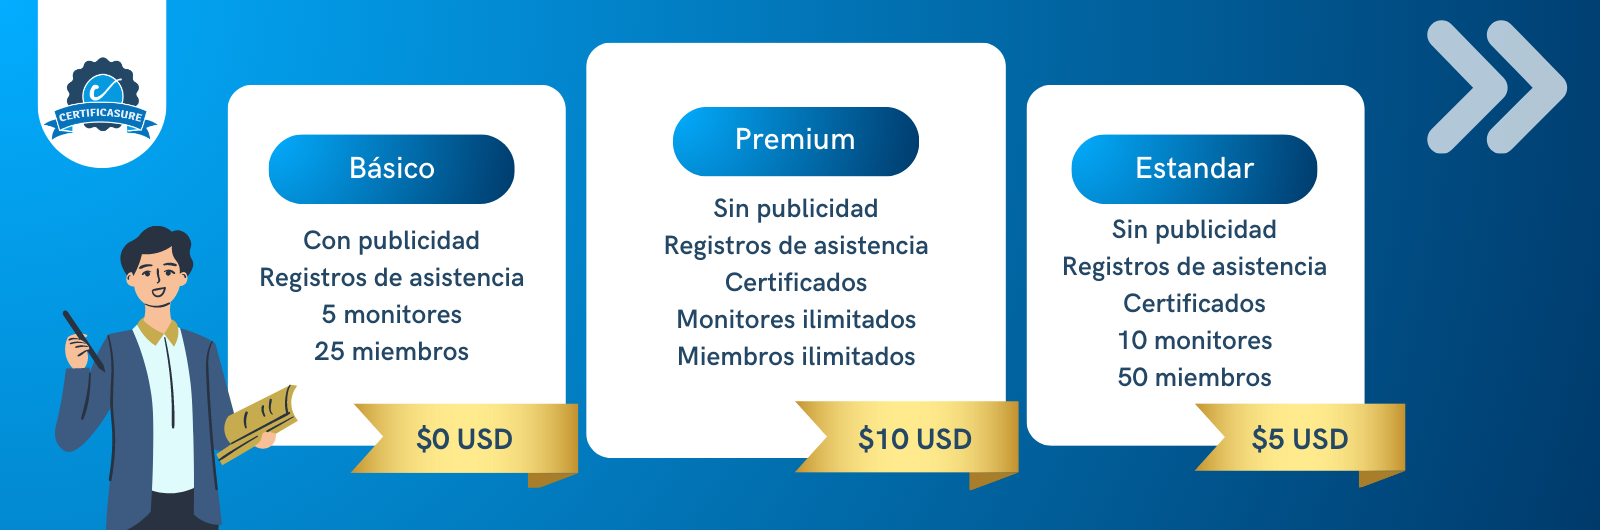 CERTIFICASURE
Básico
Con publicidad
Registros de asistencia
5 monitores
25 miembros
$0 USD
Premium
Sin publicidad
Registros de asistencia
Certificados
Monitores ilimitados
Miembros ilimitados
$10 USD
Estandar
Sin publicidad
Registros de asistencia
Certificados
10 monitores
50 miembros
$5 USD